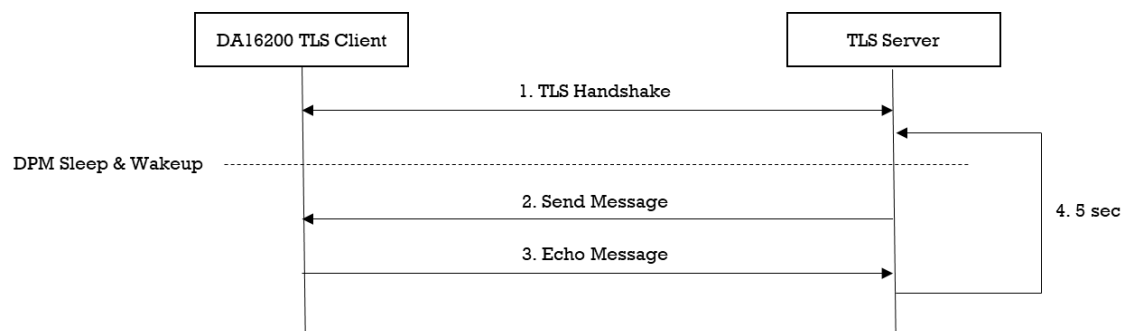 DA16200 TLS Client
TLS Server
1. TLS Handshake
DPM Sleep & Wakeup
2. Send Message
4. 5 sec
3. Echo Message